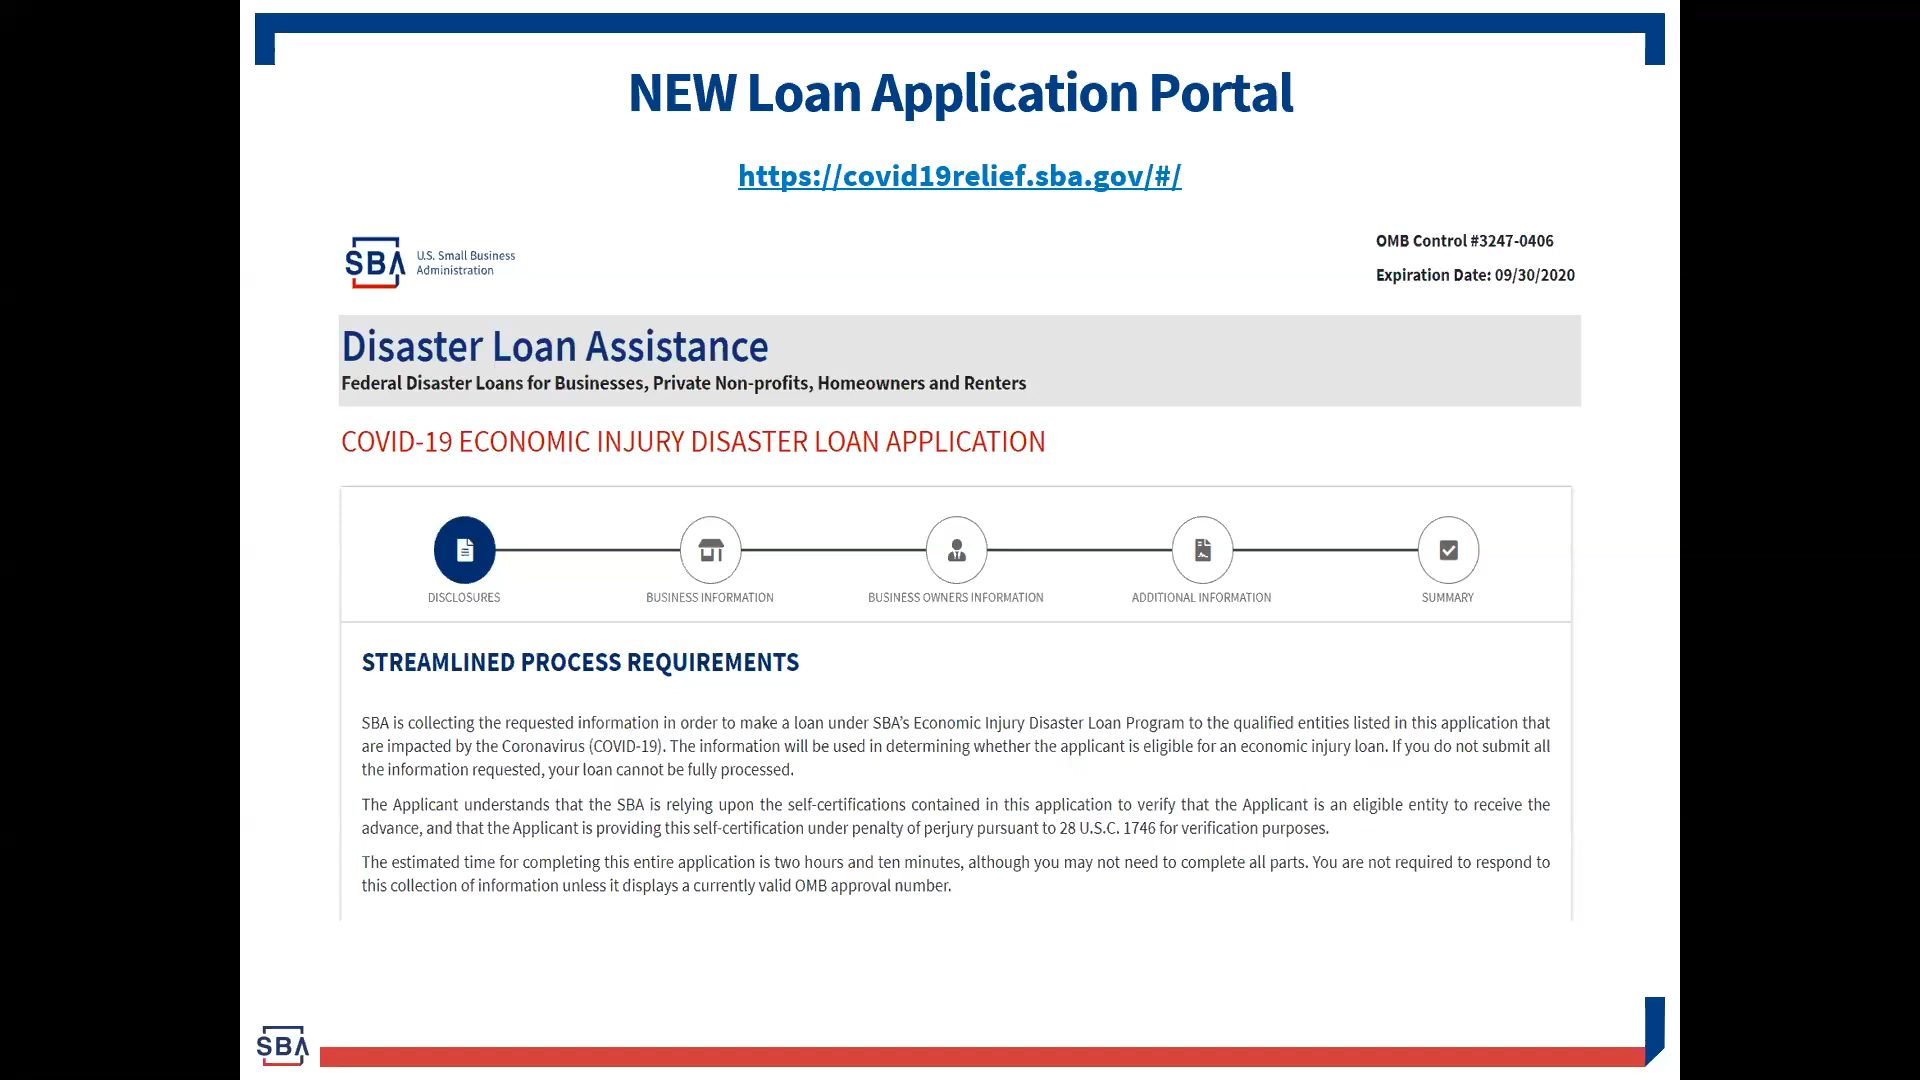 NEW Loan Application Portal
https://covid19relief.sba.gov/#/
SBA U.S. Small Business
Administration
OMB Control #3247-0406
Expiration Date: 09/30/2020
Disaster Loan Assistance
Federal Disaster Loans for Businesses, Private Non-profits, Homeowners and Renters
COVID-19 ECONOMIC INJURY DISASTER LOAN APPLICATION
DISCLOSURES
BUSINESS INFORMATION
BUSINESS OWNERS INFORMATION
ADDITIONAL INFORMATION
SUMMARY
STREAMLINED PROCESS REQUIREMENTS
SBA is collecting the requested information in order to make a loan under SBA's Economic Injury Disaster Loan Program to the qualified entities listed in this application that
are impacted by the Coronavirus (COVID-19). The information will be used in determining whether the applicant is eligible for an economic injury loan. If you do not submit all
the information requested, your loan cannot be fully processed.
The Applicant understands that the SBA is relying upon the self-certifications contained in this application to verify that the Applicant is an eligible entity to receive the
advance, and that the Applicant is providing this self-certification under penalty of perjury pursuant to 28 U.S.C. 1746 for verification purposes.
The estimated time for completing this entire application is two hours and ten minutes, although you may not need to complete all parts. You are not required to respond to
this collection of information unless it displays a currently valid OMB approval number.
SBA